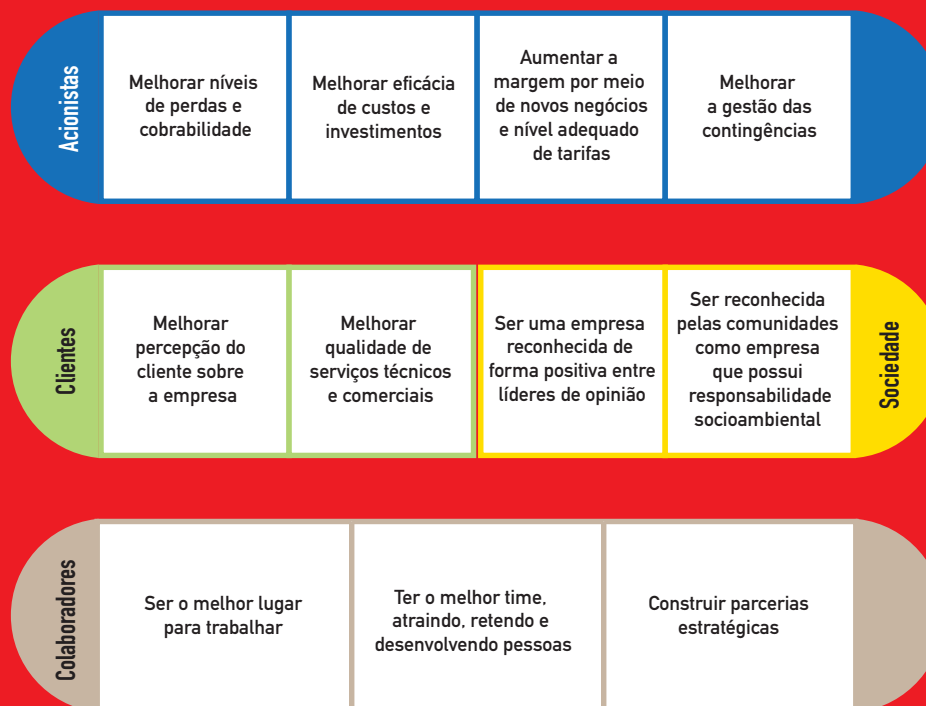 Acionistas
Melhorar níveis
de perdas e
cobrabilidade
Melhorar eficácia
de custos e
investimentos
Aumentar a
margem por meio
de novos negócios
e nível adequado
de tarifas
Melhorar
a gestão das
contingências
Clientes
Melhorar
percepção do
cliente sobre
a empresa
Melhorar
qualidade de
serviços técnicos
e comerciais
Ser uma empresa
reconhecida de
forma positiva entre
líderes de opinião
Ser reconhecida
pelas comunidades
como empresa
que possui
responsabilidade
socioambiental
Sociedade
Colaboradores
Ser o melhor lugar
para trabalhar
Ter o melhor time,
atraindo, retendo e
desenvolvendo pessoas
Construir parcerias
estratégicas